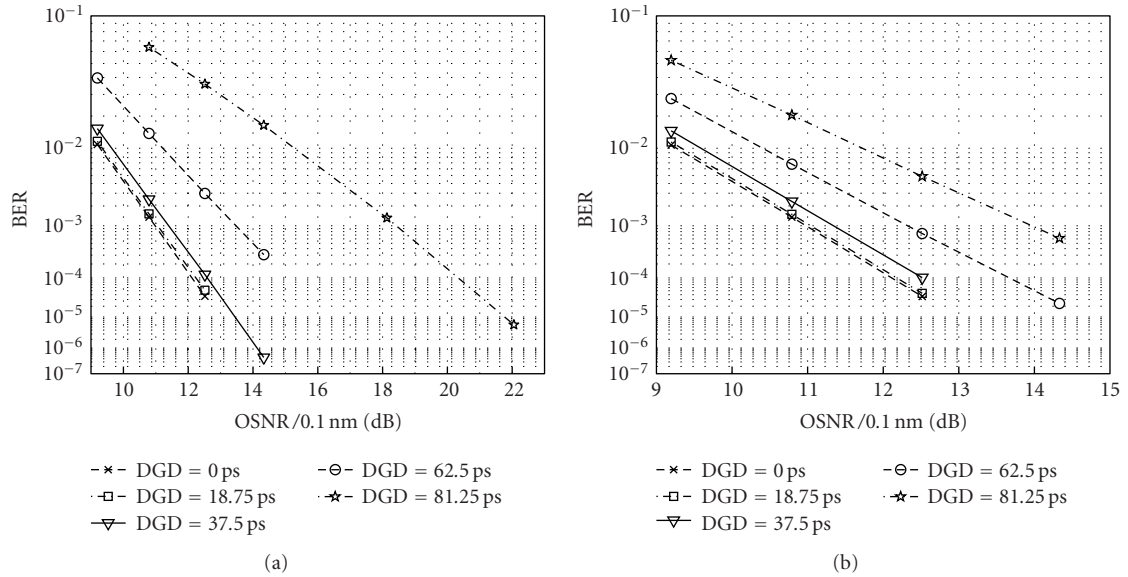 10⁻¹
10⁻²
10⁻³
10⁻⁴
10⁻⁵
10⁻⁶
10⁻⁷
BER
10 12 14 16 18 20 22
OSNR/0.1 nm (dB)
DGD = 0 ps
DGD = 18.75 ps
DGD = 37.5 ps
DGD = 62.5 ps
DGD = 81.25 ps
(a)
10⁻¹
10⁻²
10⁻³
10⁻⁴
10⁻⁵
10⁻⁶
10⁻⁷
BER
9 10 11 12 13 14 15
OSNR/0.1 nm (dB)
DGD = 0 ps
DGD = 18.75 ps
DGD = 37.5 ps
DGD = 62.5 ps
DGD = 81.25 ps
(b)